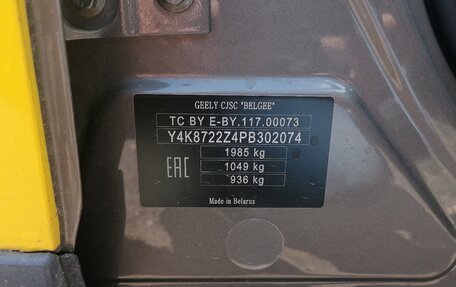 GEELY CJSC "BELGEE"
TC BY E-BY.117.00073
Y4K8722Z4PB302074
1985 kg
EAC 1049 kg
936 kg
Made in Belarus